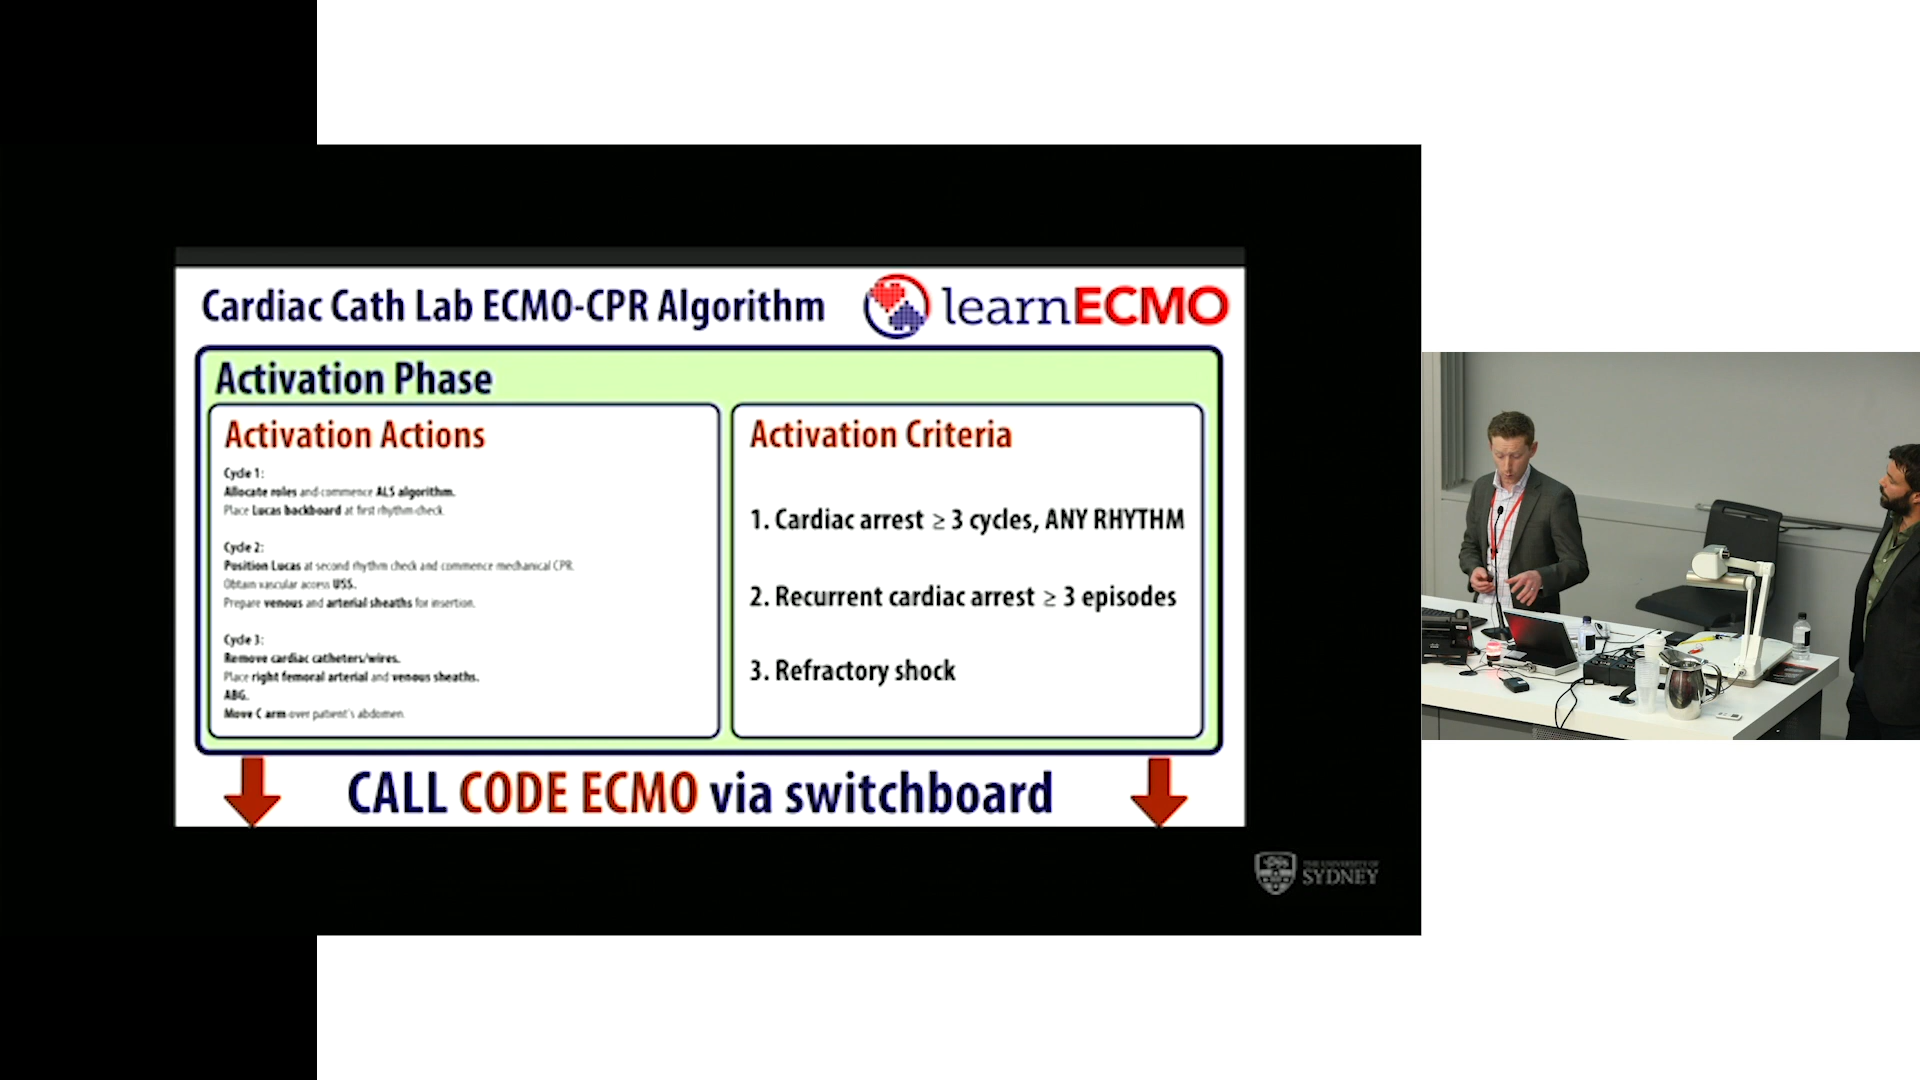 Cardiac Cath Lab ECMO-CPR Algorithm
learnECMO
Activation Phase
Activation Actions
Cycle 1:
Allocate roles and commence ALS algorithm.
Place Lucas backboard at first rhythm check.
Cycle 2:
Position Lucas at second rhythm check and commence mechanical CPR.
Obtain vascular access USS.
Prepare venous and arterial sheaths for insertion.
Cycle 3:
Remove cardiac catheters/wires.
Place right femoral arterial and venous sheaths.
ABG.
Move C arm over patient's abdomen.
Activation Criteria
1. Cardiac arrest ≥ 3 cycles, ANY RHYTHM
2. Recurrent cardiac arrest ≥ 3 episodes
3. Refractory shock
CALL CODE ECMO via switchboard
THE UNIVERSITY OF
SYDNEY